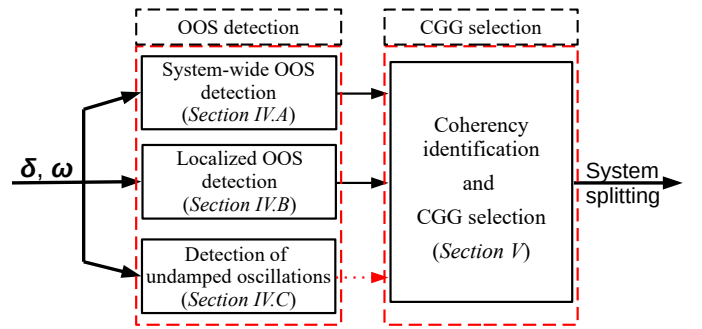 OOS detection
CGG selection
System-wide OOS
detection
(Section IV.A)
Localized OOS
detection
(Section IV.B)
Detection of
undamped oscillations
(Section IV.C)
δ, ω
Coherency
identification
and
CGG selection
(Section V)
System
splitting